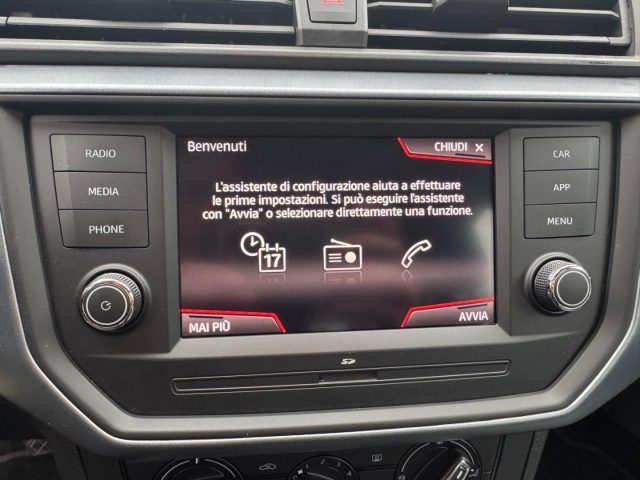 RADIO
MEDIA
PHONE
Benvenuti
CHIUDI ×
L'assistente di configurazione aiuta a effettuare
le prime impostazioni. Si può eseguire l'assistente
con "Avvia" o selezionare direttamente una funzione.
17
MAI PIÙ
AVVIA
CAR
APP
MENU
SD